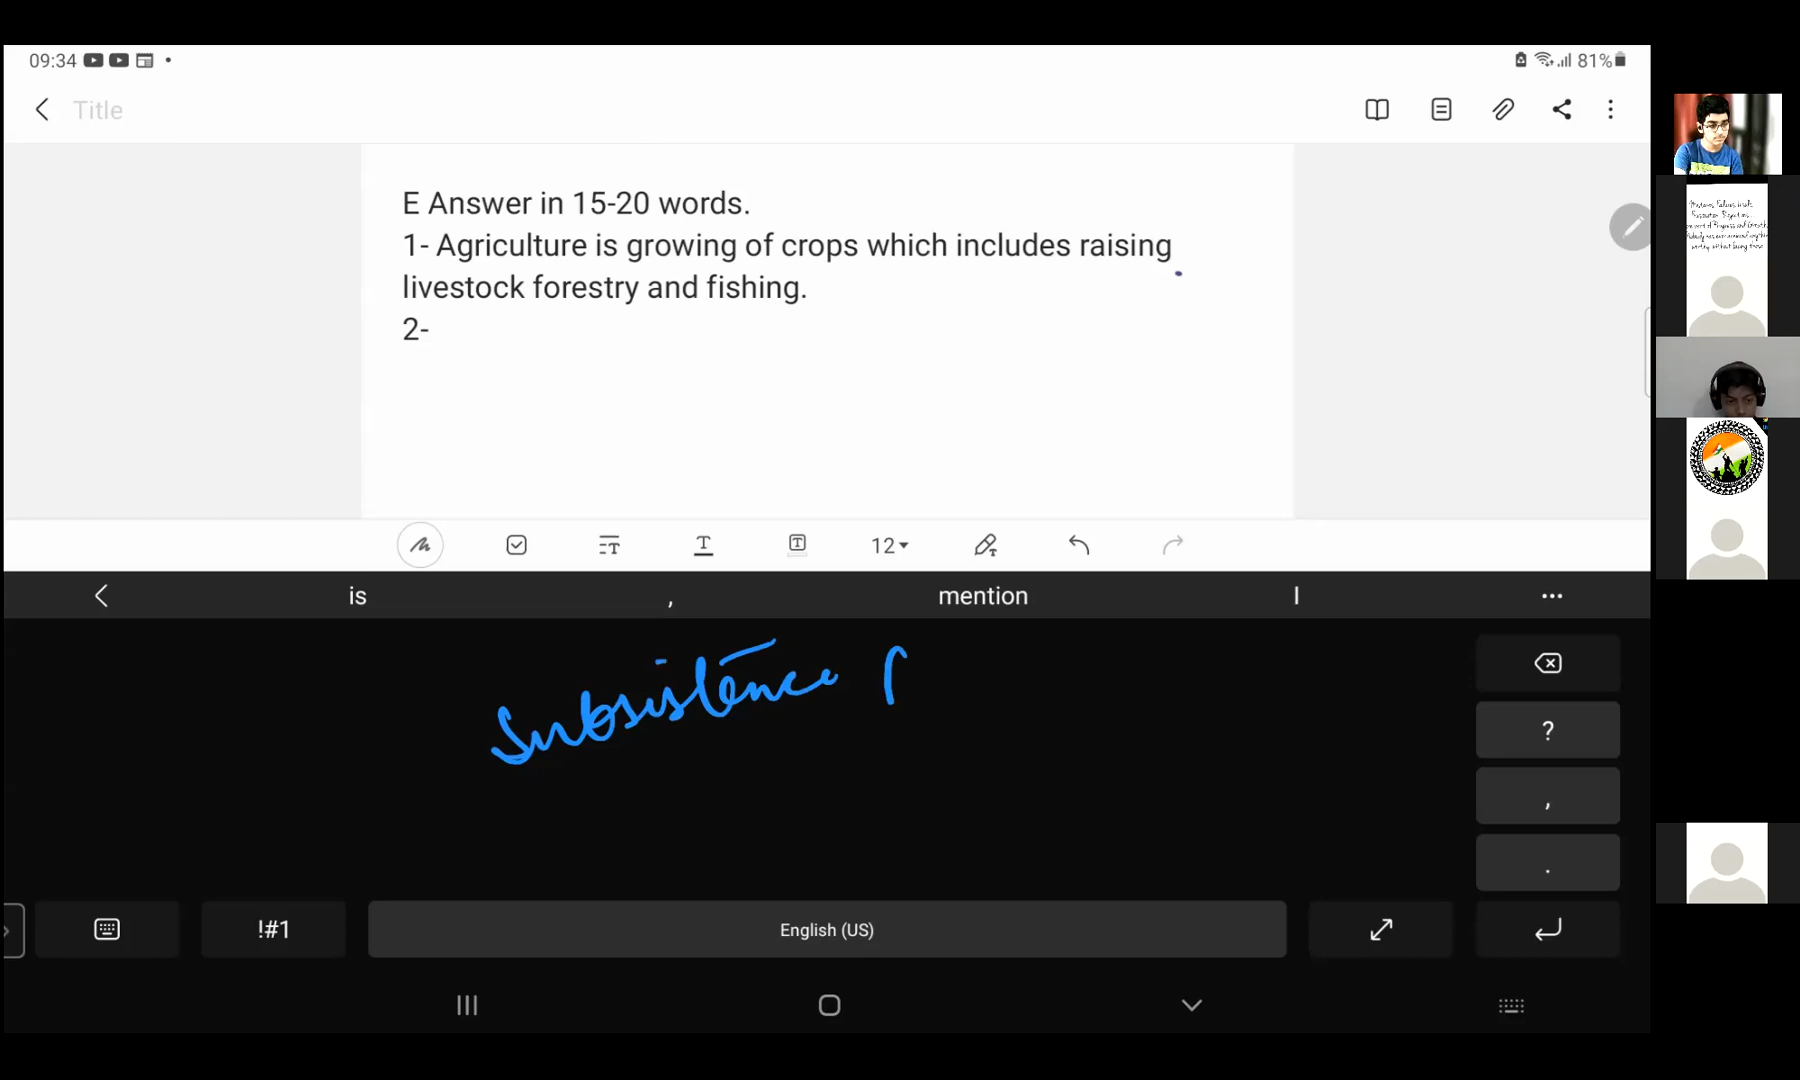 09:34
81%
Title
E Answer in 15-20 words.
1- Agriculture is growing of crops which includes raising
livestock forestry and fishing.
2-
12
is , mention I
Subsistence
?
,
.
!#1
English (US)